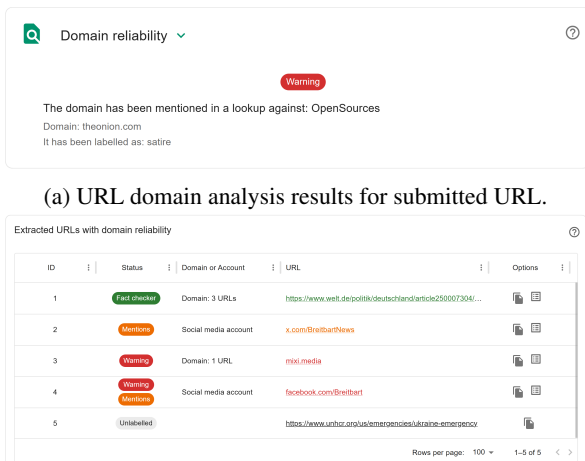 Domain reliability
Warning
The domain has been mentioned in a lookup against: OpenSources
Domain: theonion.com
It has been labelled as: satire
(a) URL domain analysis results for submitted URL.
Extracted URLs with domain reliability
ID Status Domain or Account URL Options
1 Fact checker Domain: 3 URLs https://www.welt.de/politik/deutschland/article250007304/...
2 Mentions Social media account x.com/BreitbartNews
3 Warning Domain: 1 URL mixi.media
4 Warning Mentions Social media account facebook.com/Breitbart
5 Unlabelled https://www.unhcr.org/us/emergencies/ukraine-emergency
Rows per page: 100 1–5 of 5